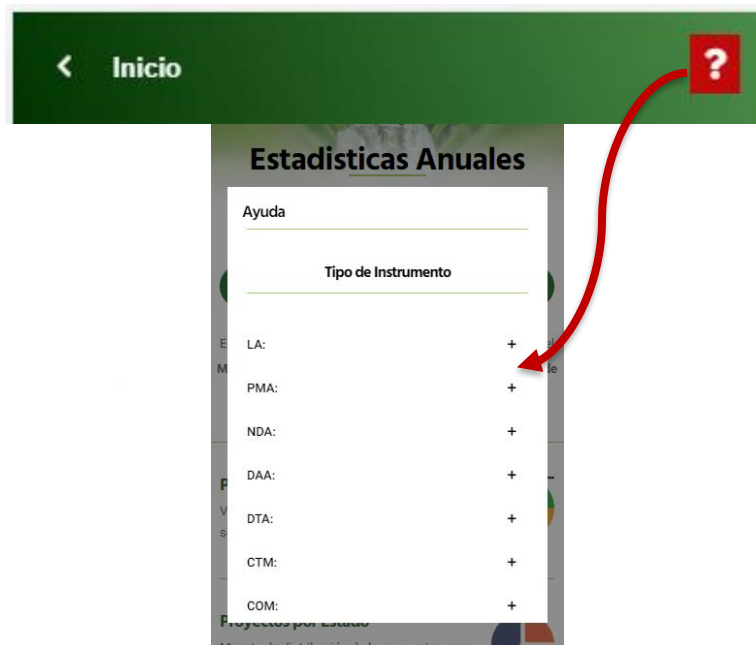 < Inicio ?
Estadisticas Anuales
Ayuda
Tipo de Instrumento
LA: +
PMA: +
NDA: +
DAA: +
DTA: +
CTM: +
COM: +
Proyectos por Estado